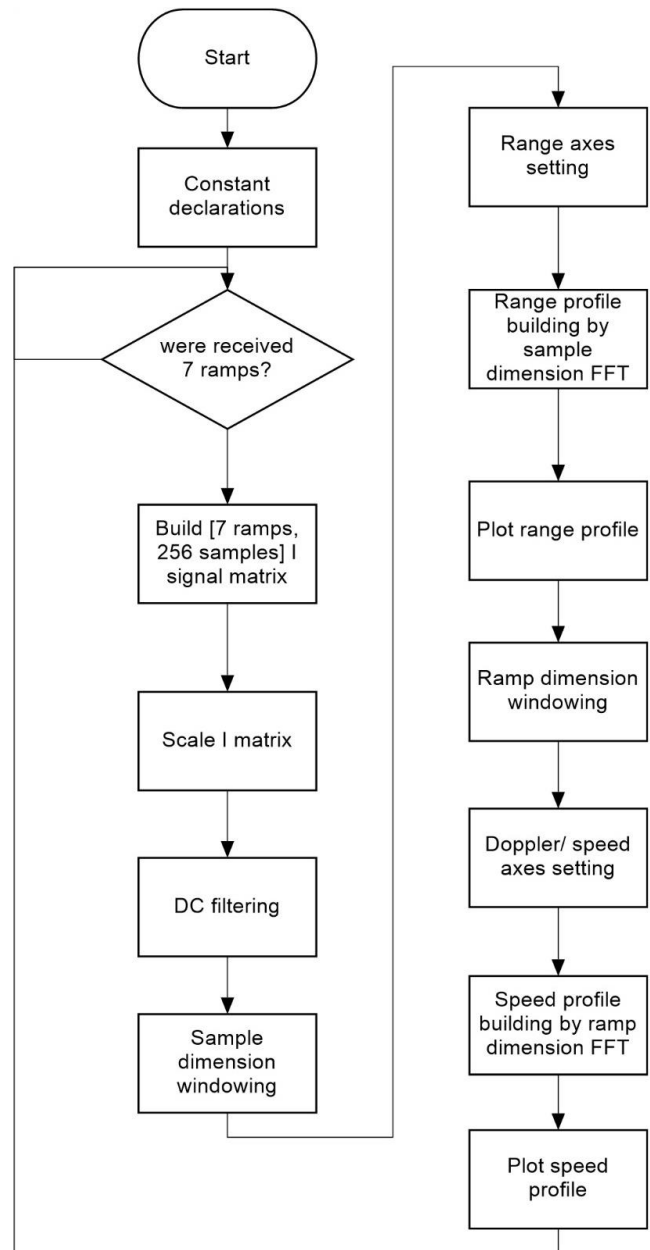 Start
Constant
declarations
were received
7 ramps?
Build [7 ramps,
256 samples] I
signal matrix
Scale I matrix
DC filtering
Sample
dimension
windowing
Range axes
setting
Range profile
building by
sample
dimension FFT
Plot range profile
Ramp dimension
windowing
Doppler/ speed
axes setting
Speed profile
building by ramp
dimension FFT
Plot speed
profile